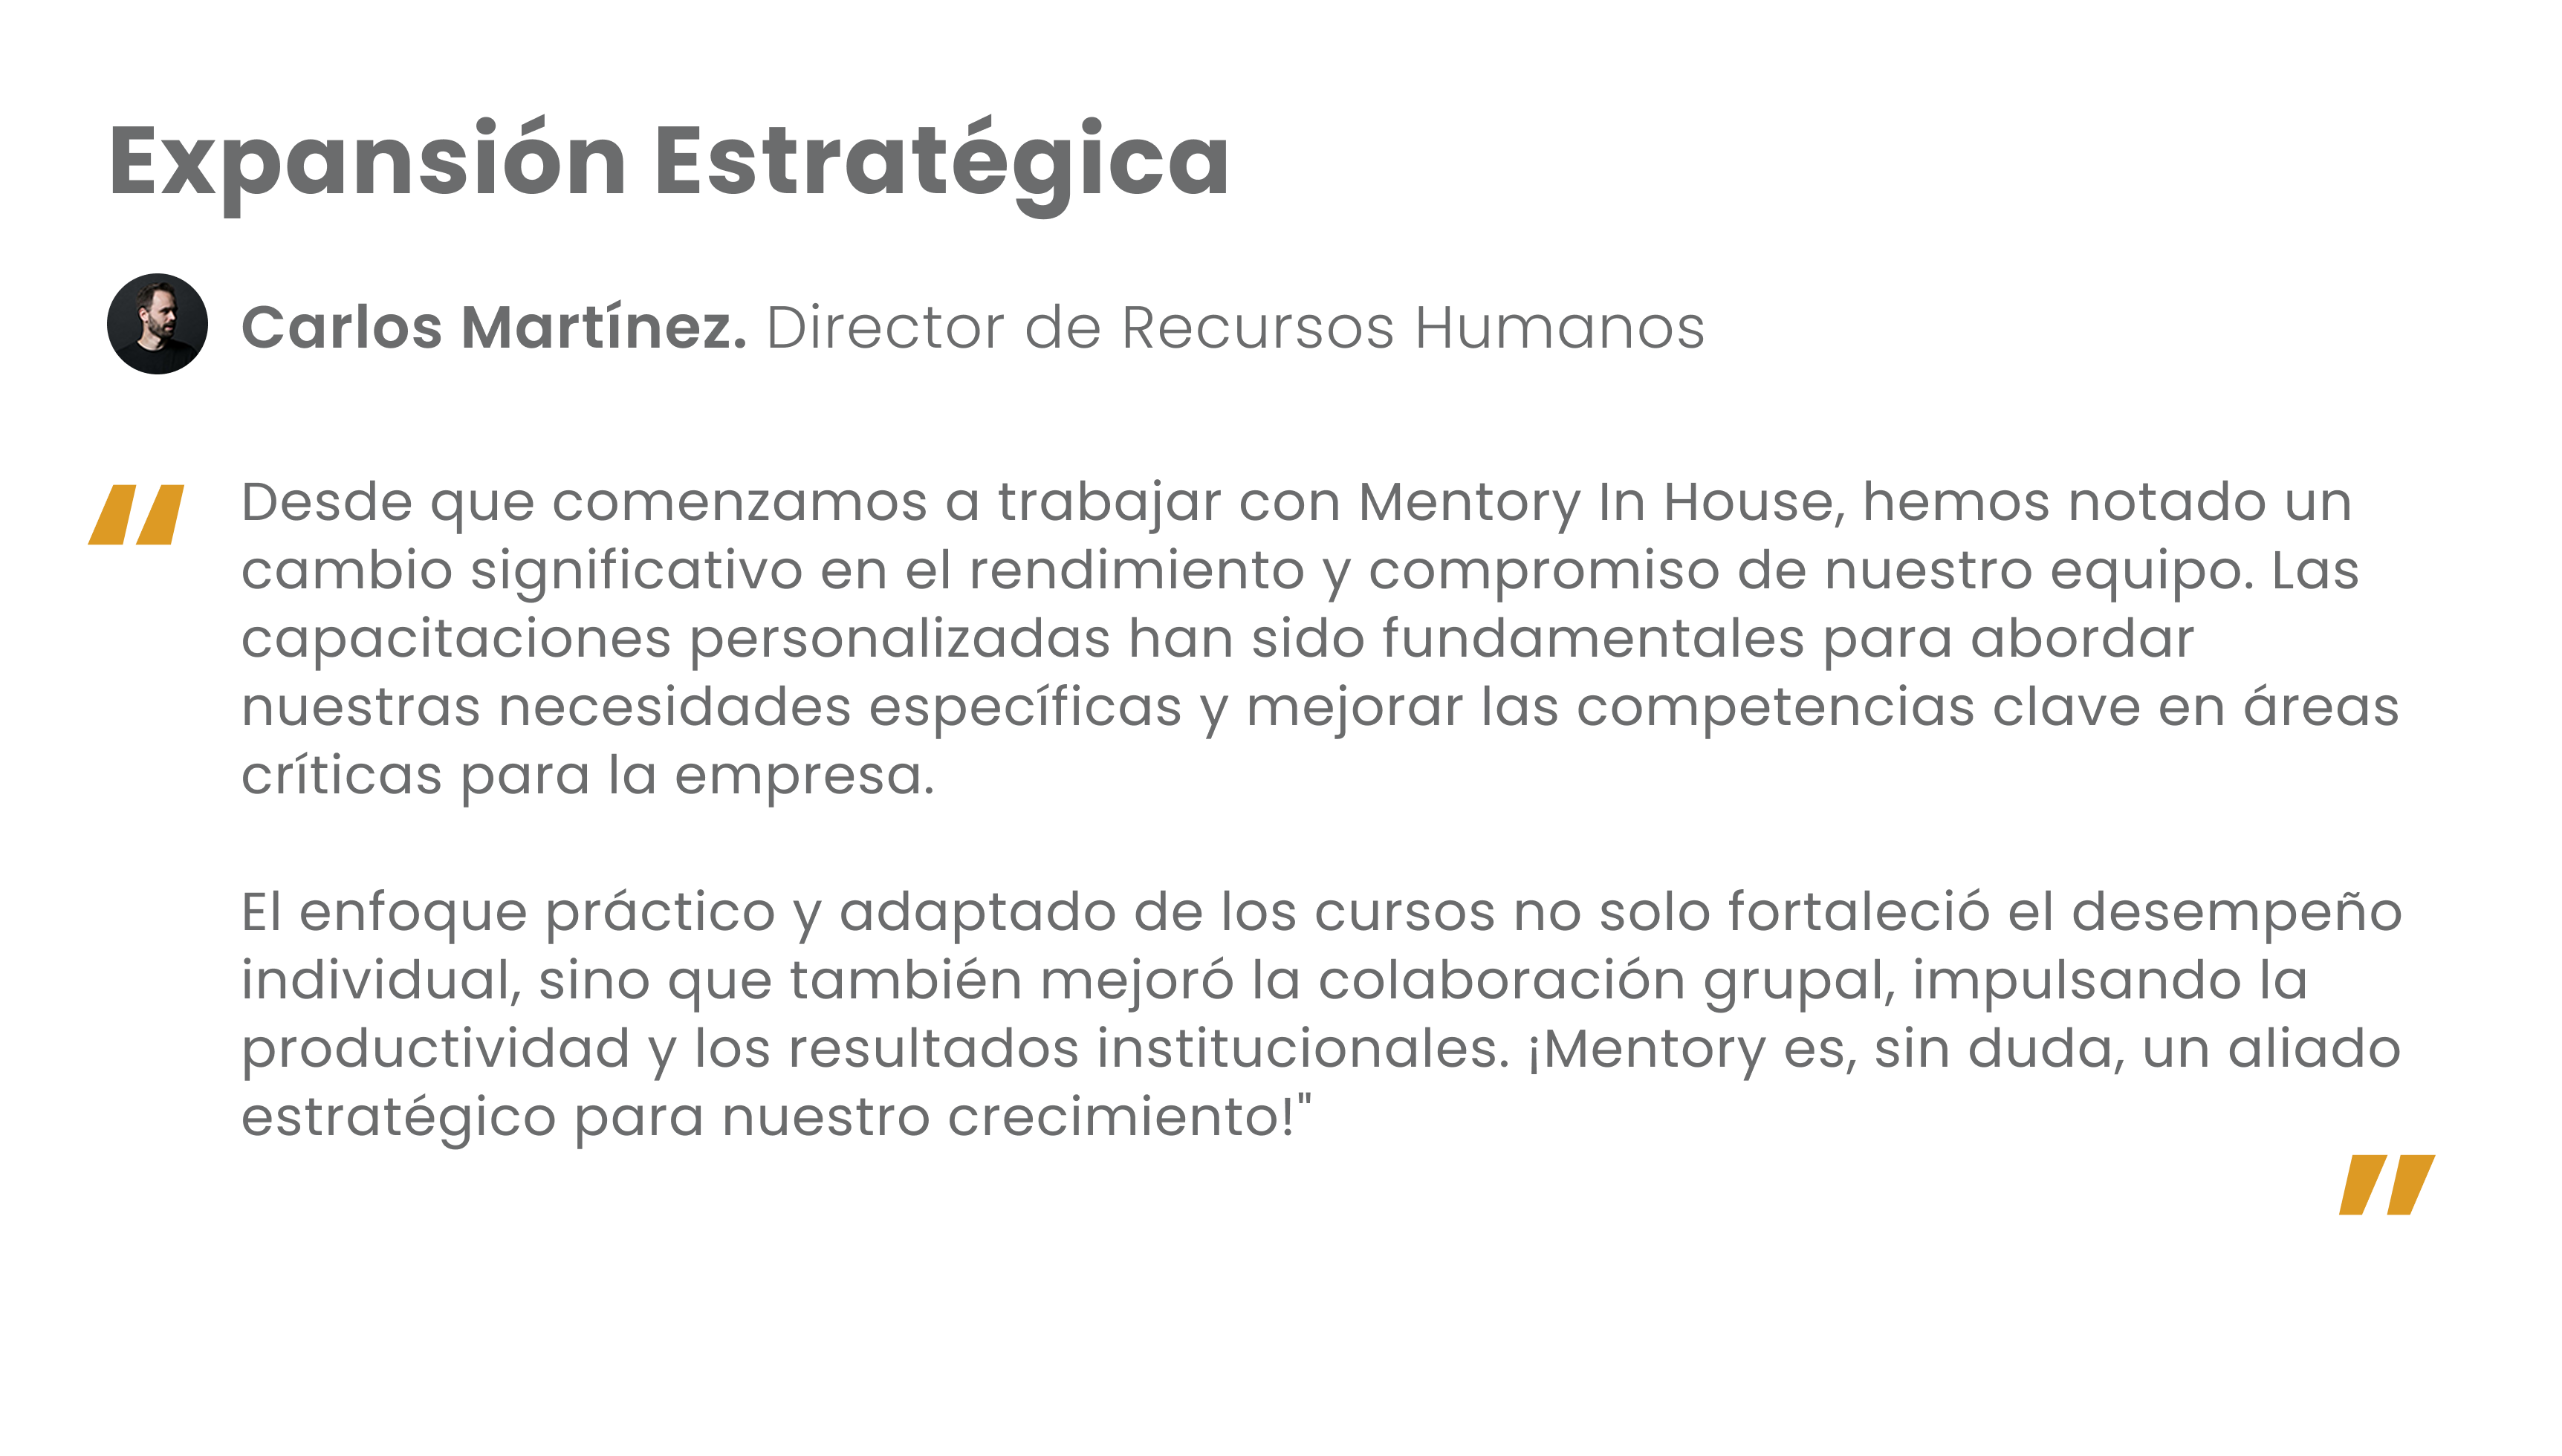 Expansión Estratégica
Carlos Martínez. Director de Recursos Humanos
“
Desde que comenzamos a trabajar con Mentory In House, hemos notado un
cambio significativo en el rendimiento y compromiso de nuestro equipo. Las
capacitaciones personalizadas han sido fundamentales para abordar
nuestras necesidades específicas y mejorar las competencias clave en áreas
críticas para la empresa.
El enfoque práctico y adaptado de los cursos no solo fortaleció el desempeño
individual, sino que también mejoró la colaboración grupal, impulsando la
productividad y los resultados institucionales. ¡Mentory es, sin duda, un aliado
estratégico para nuestro crecimiento!"
”